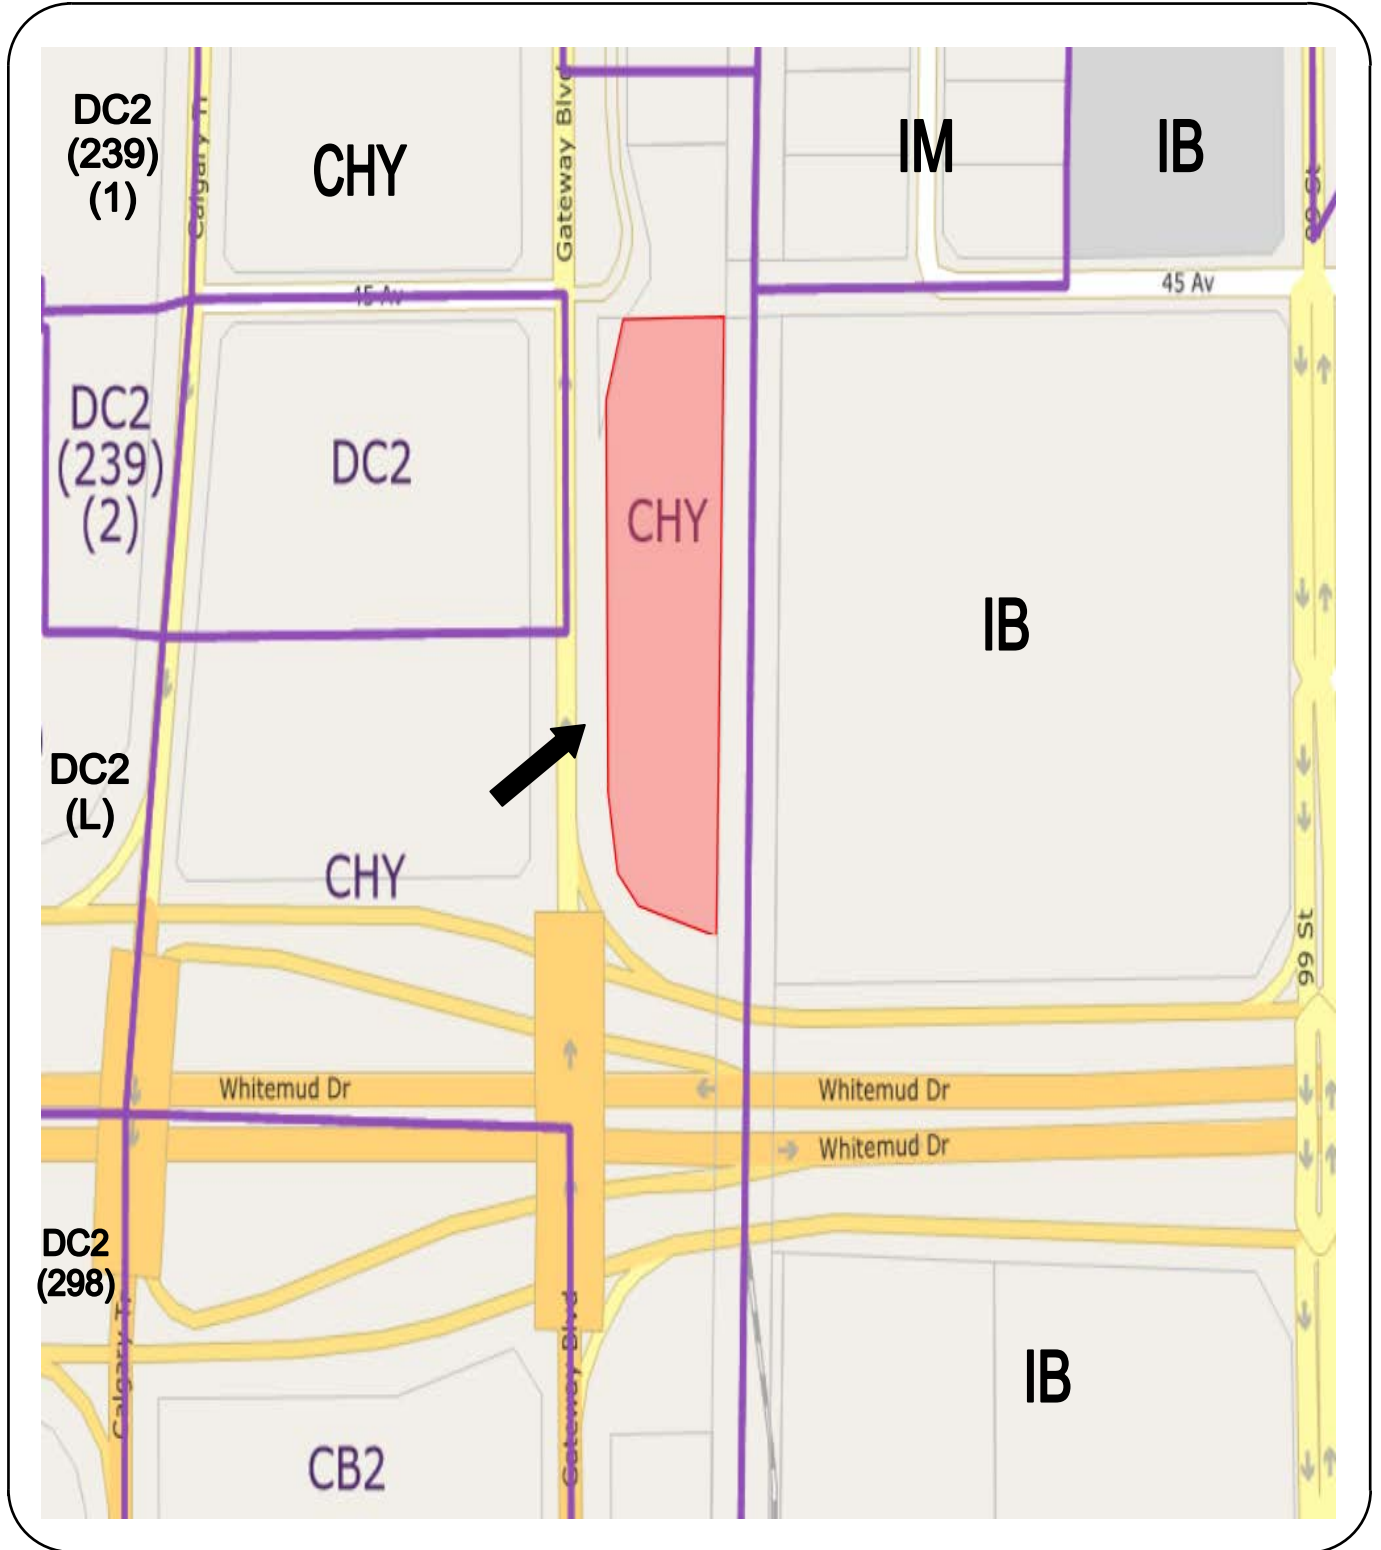 DC2
(239)
(1)
Calgary Tr
CHY
Gateway Blvd
IM
IB
99 St
45 Av
45 Av
DC2
(239)
(2)
DC2
CHY
IB
DC2
(L)
CHY
99 St
Whitemud Dr
Whitemud Dr
Whitemud Dr
DC2
(298)
Calgary Tr
Gateway Blvd
IB
CB2